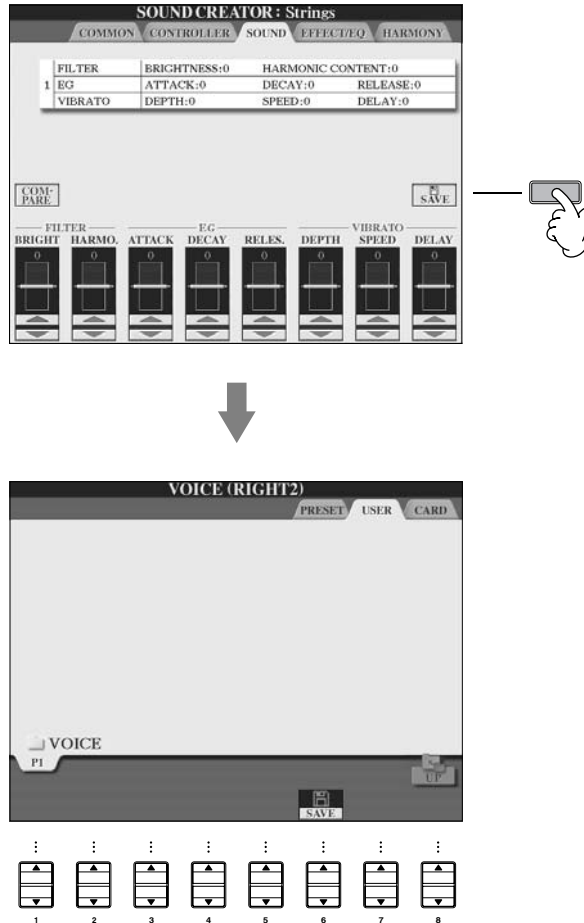 SOUND CREATOR : Strings
COMMON CONTROLLER SOUND EFFECT/EQ HARMONY
FILTER BRIGHTNESS:0 HARMONIC CONTENT:0
1 EG ATTACK:0 DECAY:0 RELEASE:0
VIBRATO DEPTH:0 SPEED:0 DELAY:0
COM-
PARE
SAVE
FILTER EG VIBRATO
BRIGHT HARMO. ATTACK DECAY RELES. DEPTH SPEED DELAY
0 0 0 0 0 0 0 0
VOICE (RIGHT2)
PRESET USER CARD
VOICE
P1
UP
SAVE
1 2 3 4 5 6 7 8